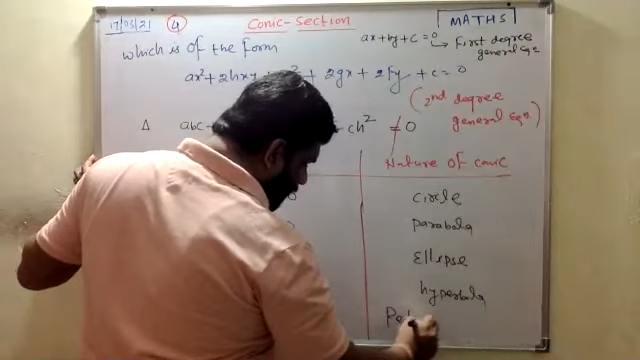 17/05/21 4 Conic-Section MATHS
which is of the form
ax+by+c=0
→ First degree
general Eqn
ax²+2hxy + 2gx + 2fy + c = 0
(2nd degree
general Eqn)
Δ abc ch² ≠ 0
Nature of conic
circle
parabola
Ellipse
hyperbola